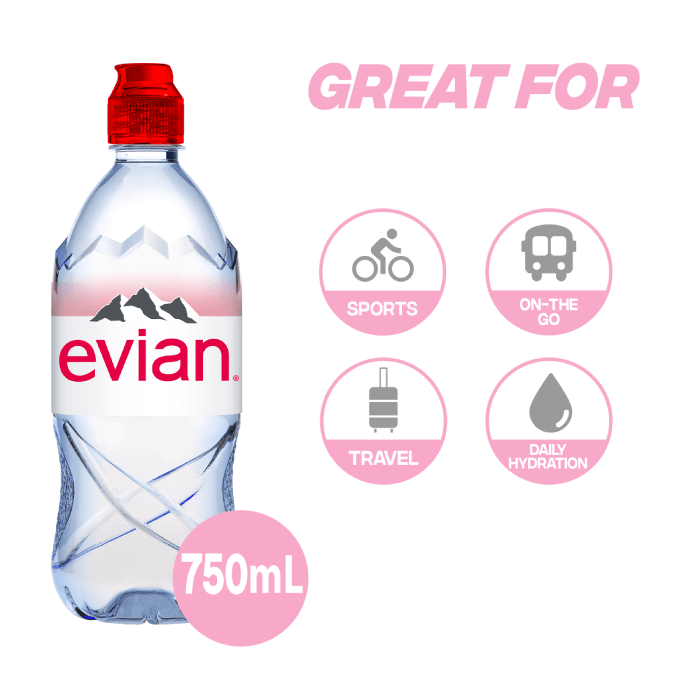 GREAT FOR
SPORTS
ON-THE
GO
evian®
TRAVEL
DAILY
HYDRATION
750mL